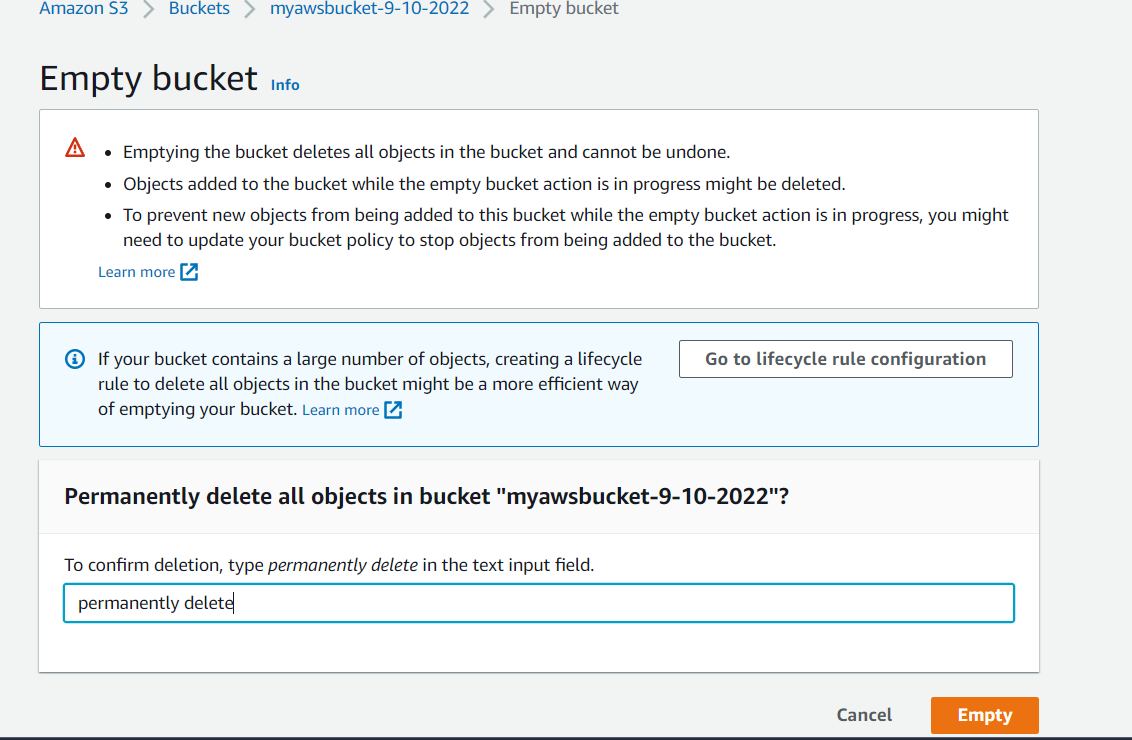 Amazon S3 > Buckets > myawsbucket-9-10-2022 > Empty bucket
Empty bucket Info
• Emptying the bucket deletes all objects in the bucket and cannot be undone.
• Objects added to the bucket while the empty bucket action is in progress might be deleted.
• To prevent new objects from being added to this bucket while the empty bucket action is in progress, you might
need to update your bucket policy to stop objects from being added to the bucket.
Learn more
If your bucket contains a large number of objects, creating a lifecycle
rule to delete all objects in the bucket might be a more efficient way
of emptying your bucket. Learn more
Go to lifecycle rule configuration
Permanently delete all objects in bucket "myawsbucket-9-10-2022"?
To confirm deletion, type permanently delete in the text input field.
permanently delete
Cancel Empty